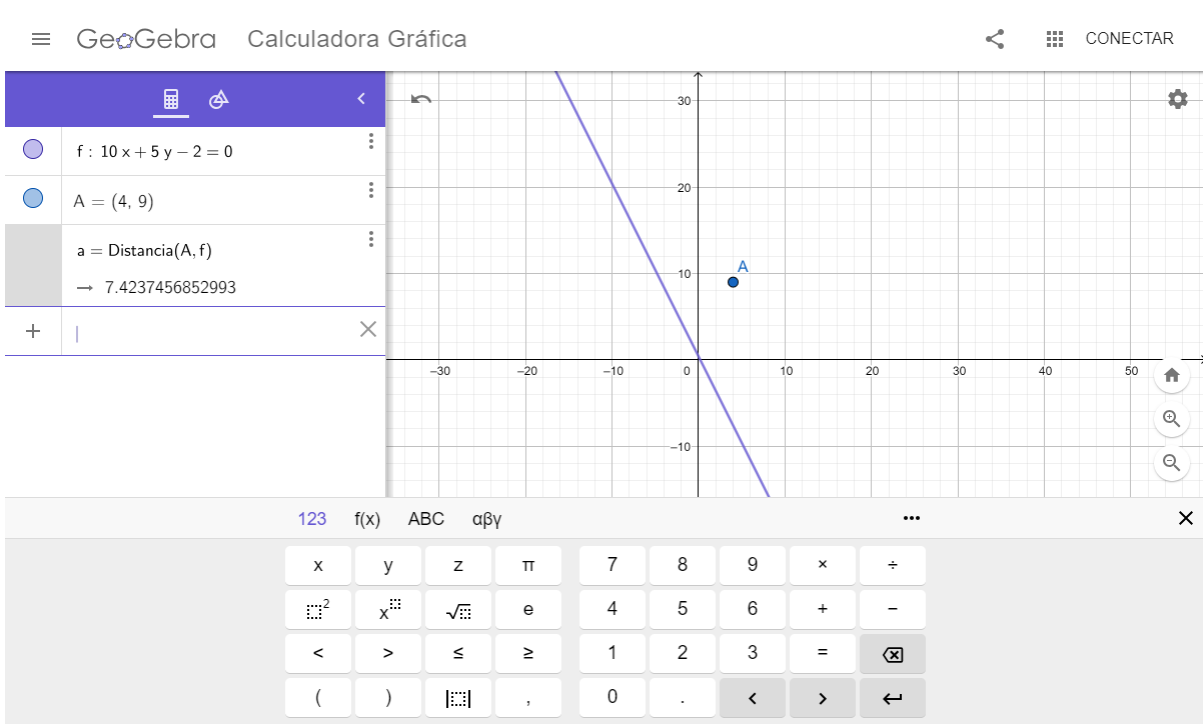 GeoGebra Calculadora Gráfica CONECTAR
f : 10 x + 5 y − 2 = 0
A = (4, 9)
a = Distancia(A, f)
→ 7.4237456852993
+
30
20
10
−10
−30 −20 −10 0 10 20 30 40 50
A
123 f(x) ABC αβγ ...
x y z π 7 8 9 × ÷
□² x□ √□ e 4 5 6 + −
< > ≤ ≥ 1 2 3 =
( ) |□| , 0 . < >